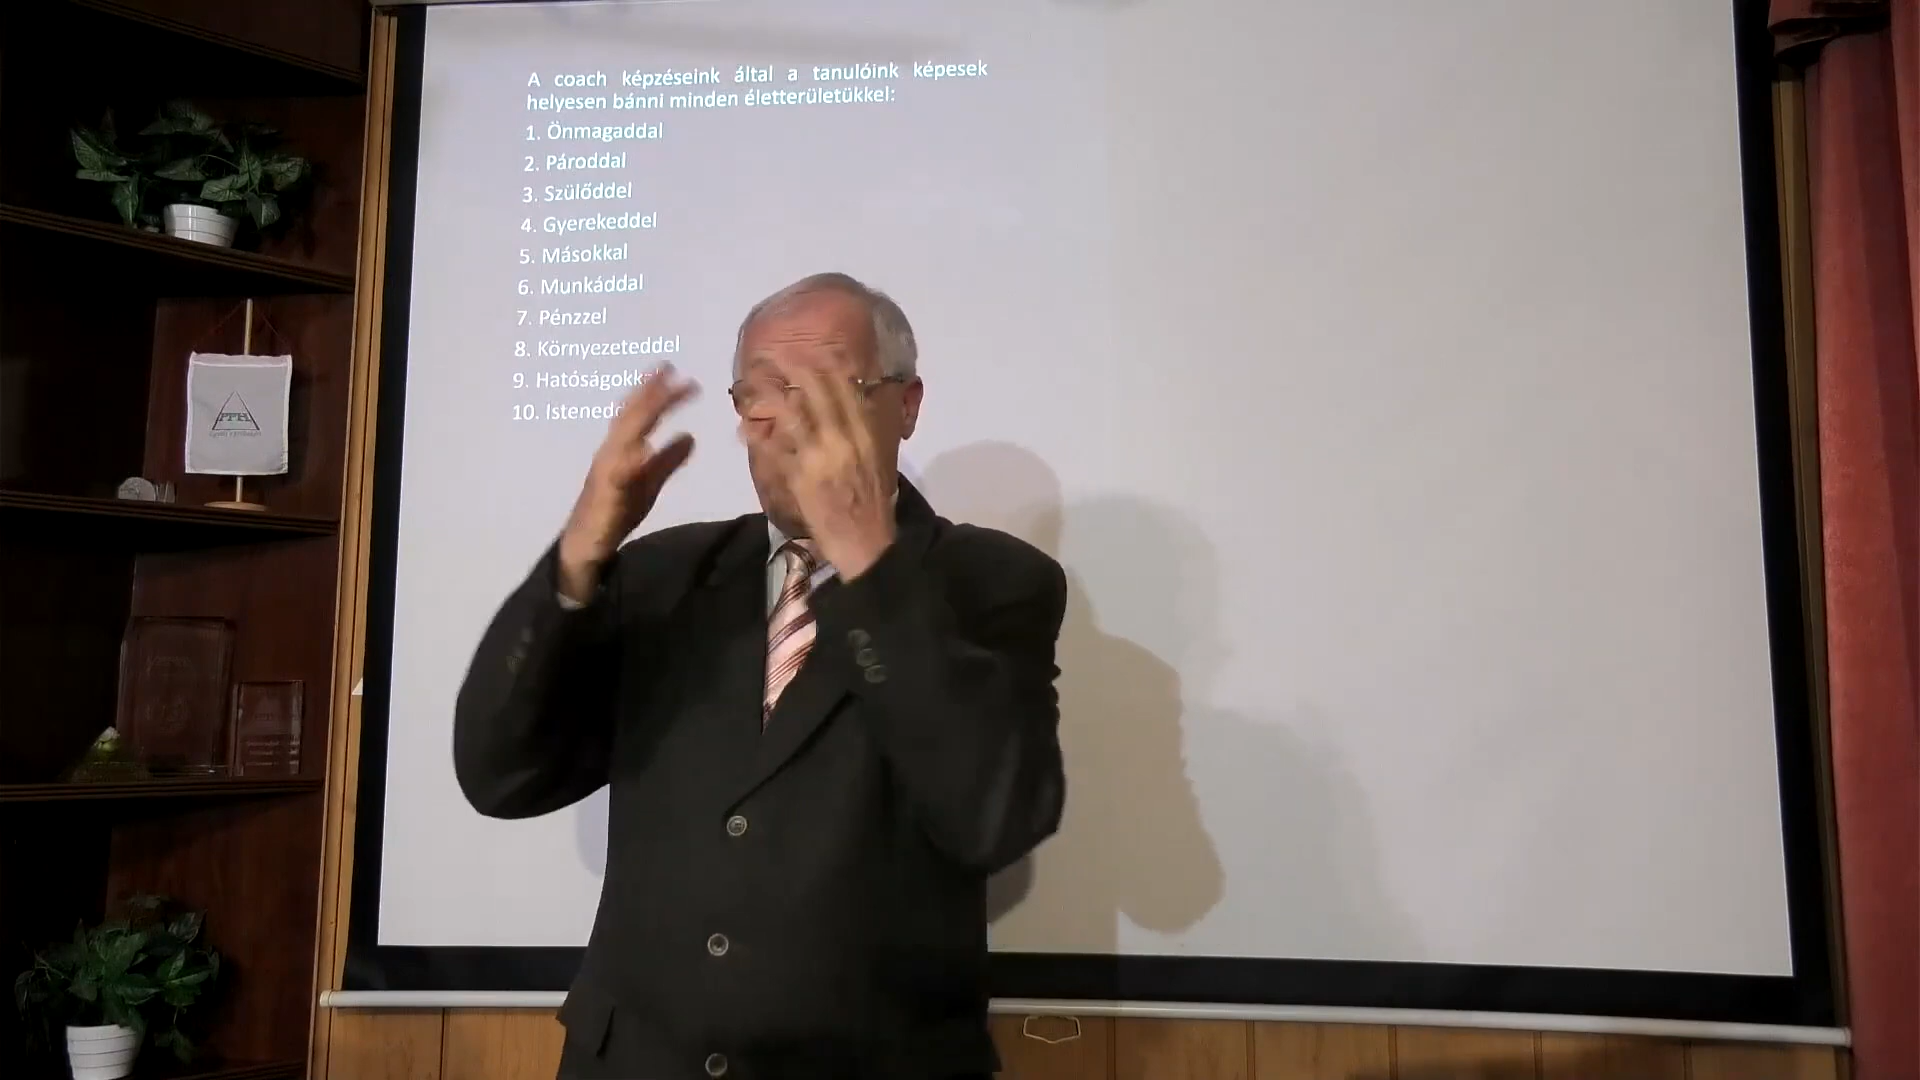 A coach képzéseink által a tanulóink képesek
helyesen bánni minden életterületükkel:
1. Önmagaddal
2. Pároddal
3. Szülőddel
4. Gyerekeddel
5. Másokkal
6. Munkáddal
7. Pénzzel
8. Környezeteddel
9.
10.
PPH